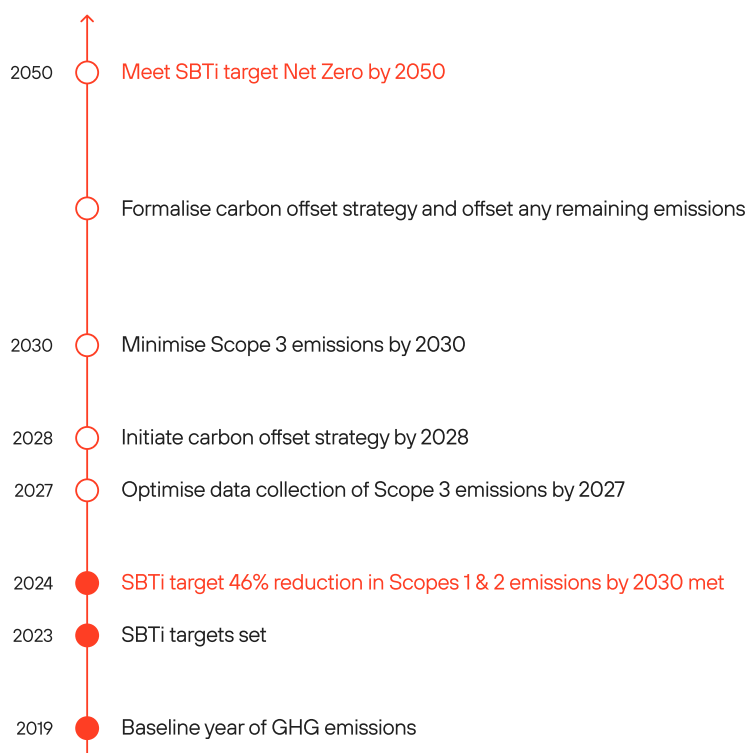 2050 Meet SBTi target Net Zero by 2050
Formalise carbon offset strategy and offset any remaining emissions
2030 Minimise Scope 3 emissions by 2030
2028 Initiate carbon offset strategy by 2028
2027 Optimise data collection of Scope 3 emissions by 2027
2024 SBTi target 46% reduction in Scopes 1 & 2 emissions by 2030 met
2023 SBTi targets set
2019 Baseline year of GHG emissions